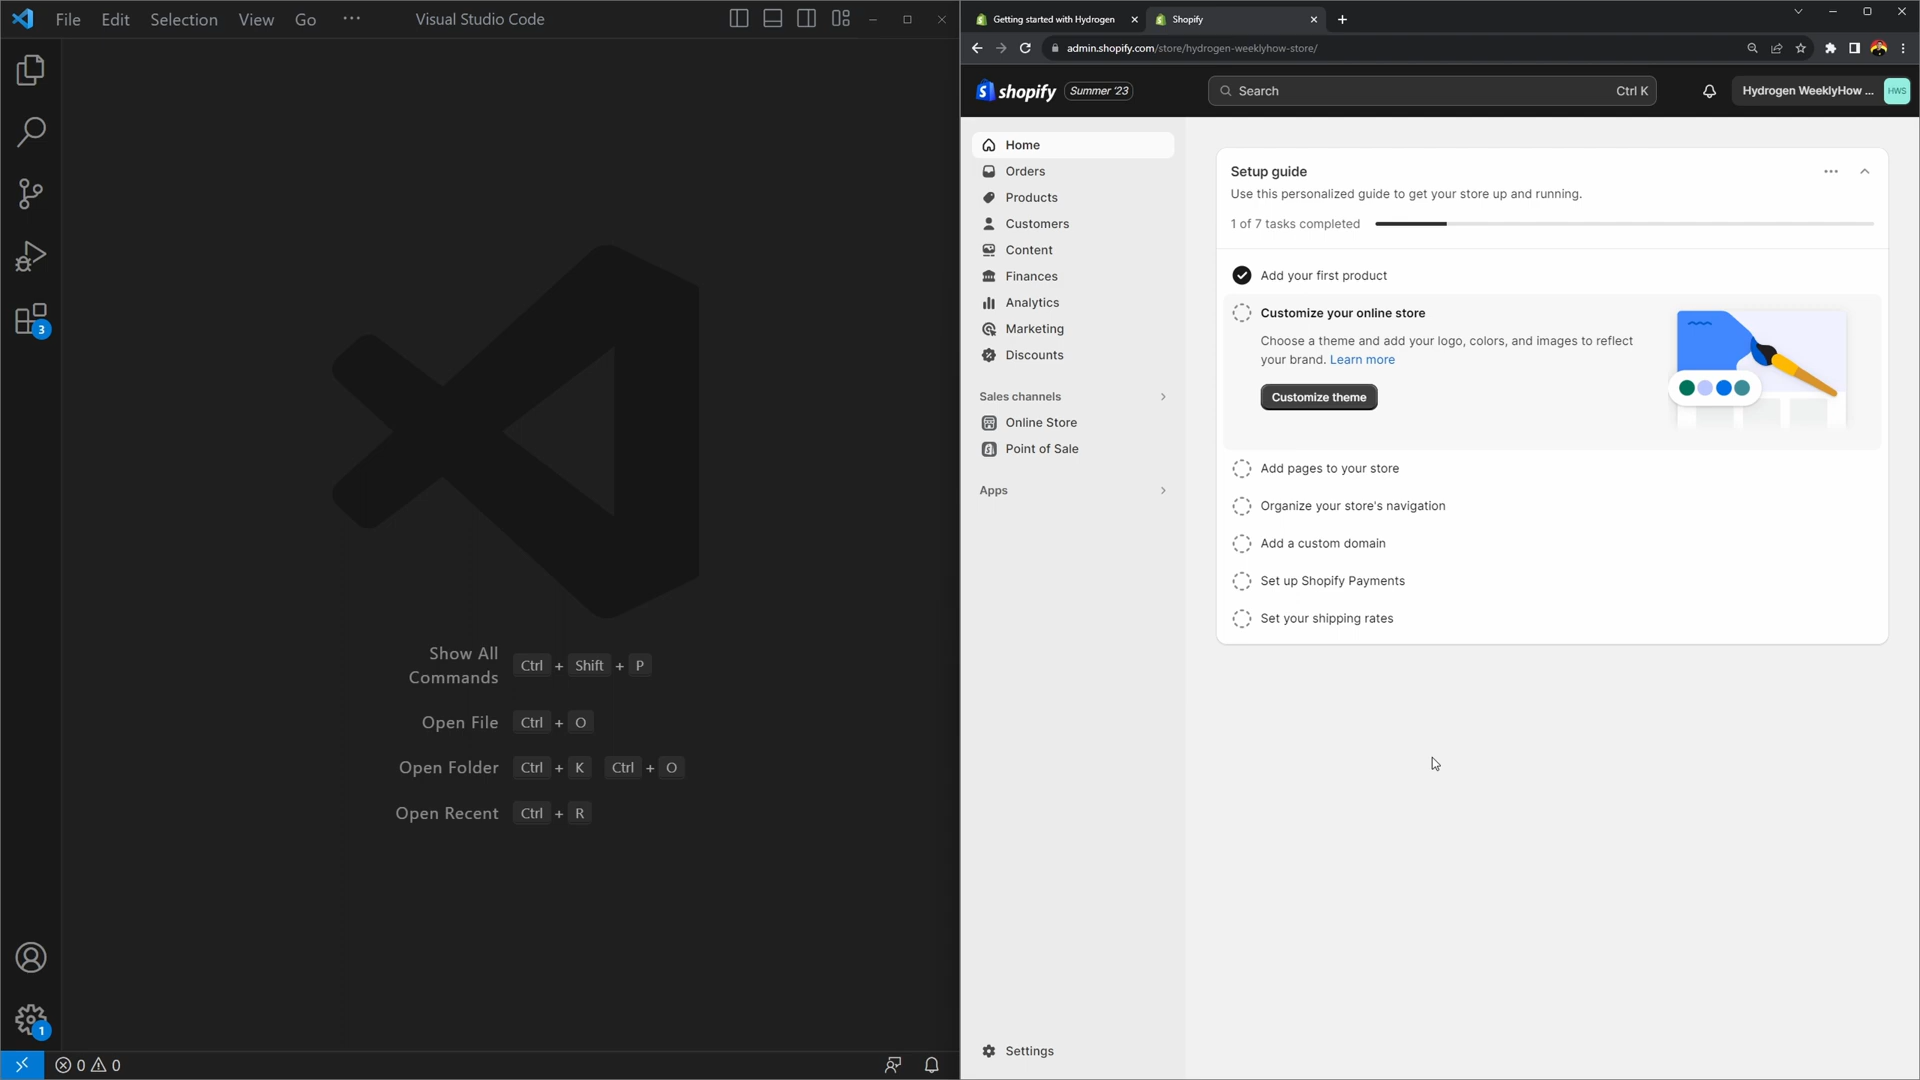 File Edit Selection View Go ··· Visual Studio Code
Show All
Commands
Ctrl + Shift + P
Open File Ctrl + O
Open Folder Ctrl + K Ctrl + O
Open Recent Ctrl + R
3
1
0 0
Getting started with Hydrogen
Shopify
admin.shopify.com/store/hydrogen-weeklyhow-store/
shopify Summer '23
Search Ctrl K
Hydrogen WeeklyHow ... HWS
Home
Orders
Products
Customers
Content
Finances
Analytics
Marketing
Discounts
Sales channels
Online Store
Point of Sale
Apps
Settings
Setup guide
Use this personalized guide to get your store up and running.
1 of 7 tasks completed
Add your first product
Customize your online store
Choose a theme and add your logo, colors, and images to reflect
your brand. Learn more
Customize theme
Add pages to your store
Organize your store's navigation
Add a custom domain
Set up Shopify Payments
Set your shipping rates